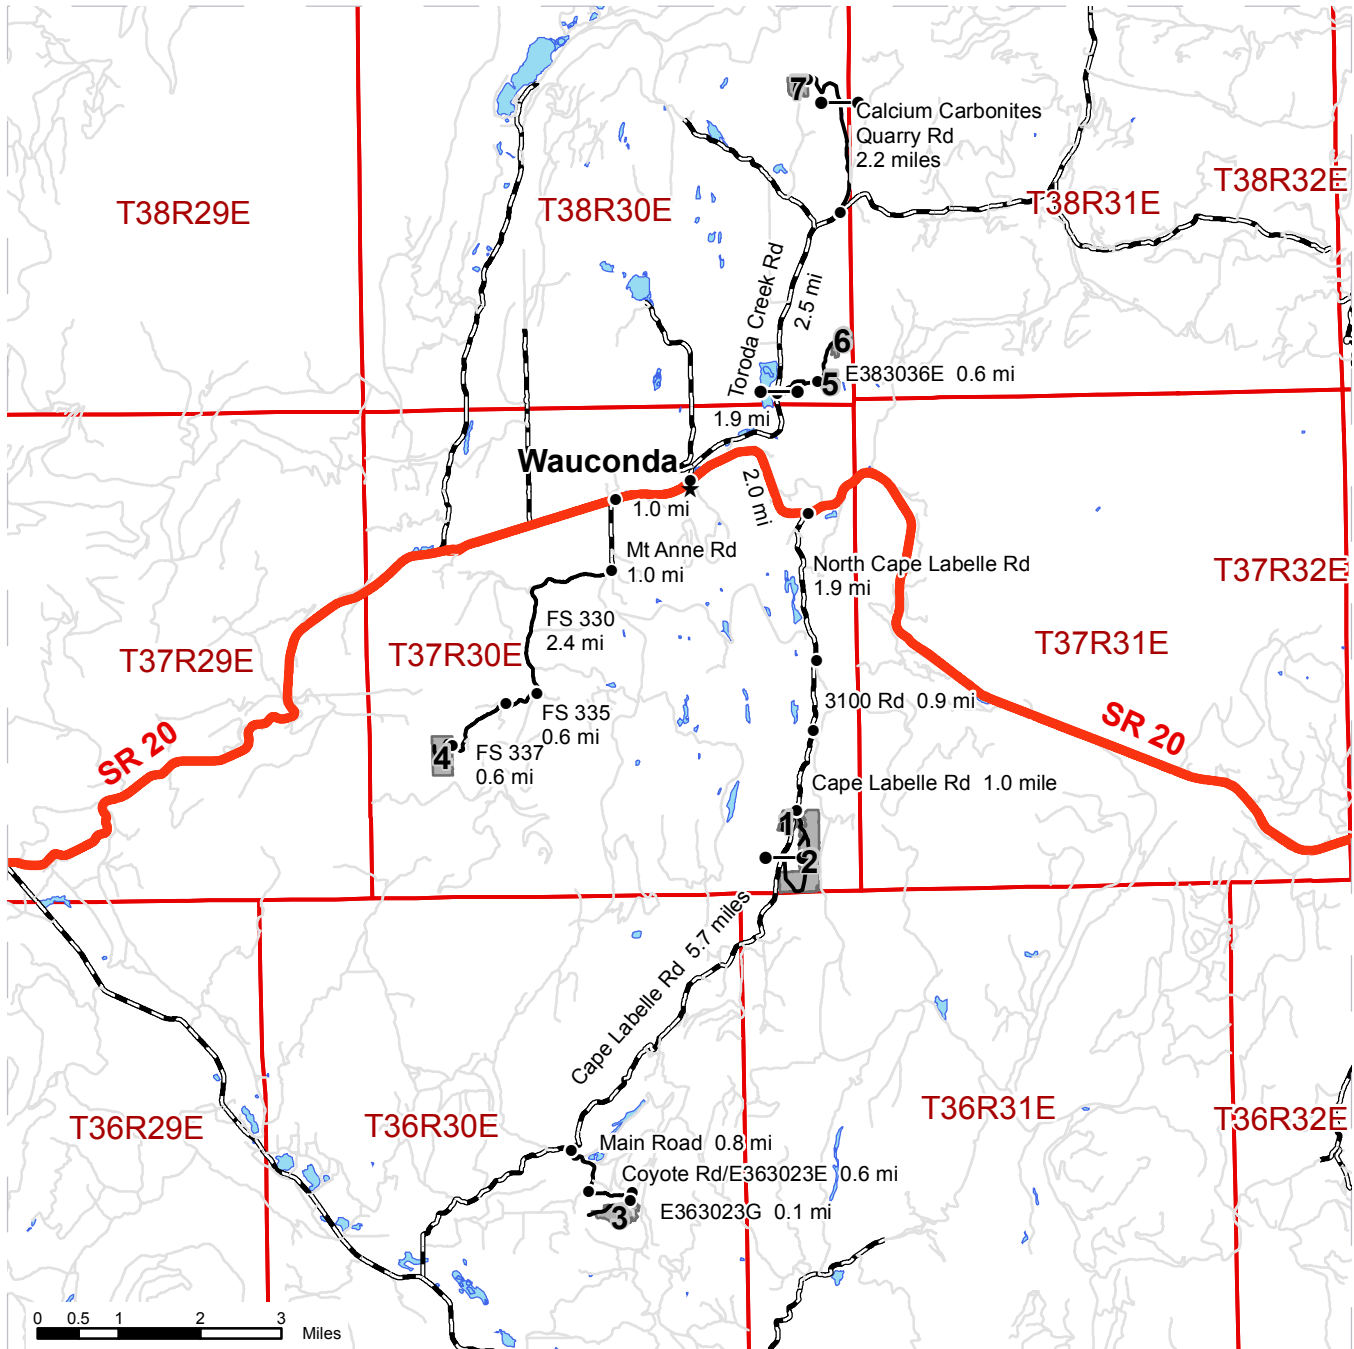 7
Calcium Carbonites
Quarry Rd
2.2 miles
T38R29E
T38R30E
T38R31E
T38R32E
Toroda Creek Rd
2.5 mi
6
5
E383036E 0.6 mi
1.9 mi
Wauconda
1.0 mi
2.0 mi
Mt Anne Rd
1.0 mi
North Cape Labelle Rd
1.9 mi
T37R32E
FS 330
2.4 mi
T37R29E
T37R30E
T37R31E
3100 Rd 0.9 mi
FS 335
0.6 mi
SR 20
SR 20
4
FS 337
0.6 mi
Cape Labelle Rd 1.0 mile
1
2
Cape Labelle Rd 5.7 miles
T36R29E
T36R30E
T36R31E
T36R32E
Main Road 0.8 mi
Coyote Rd/E363023E 0.6 mi
3
E363023G 0.1 mi
0 0.5 1 2 3
Miles